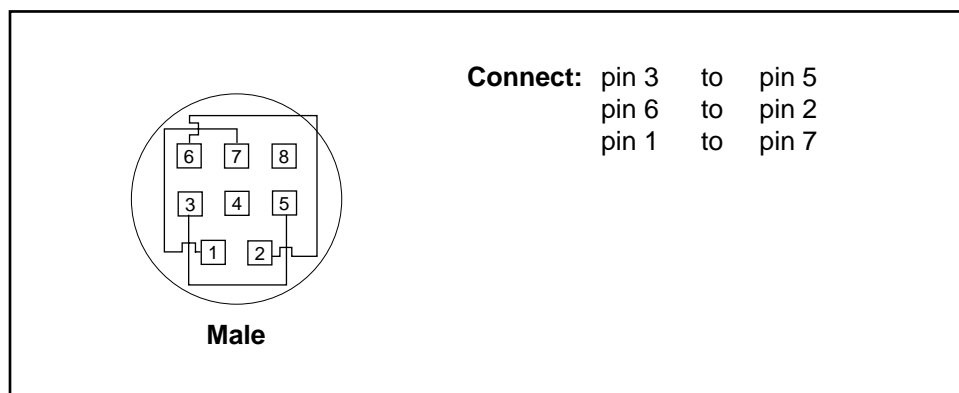 Connect: pin 3 to pin 5
pin 6 to pin 2
pin 1 to pin 7
6 7 8
3 4 5
1 2
Male